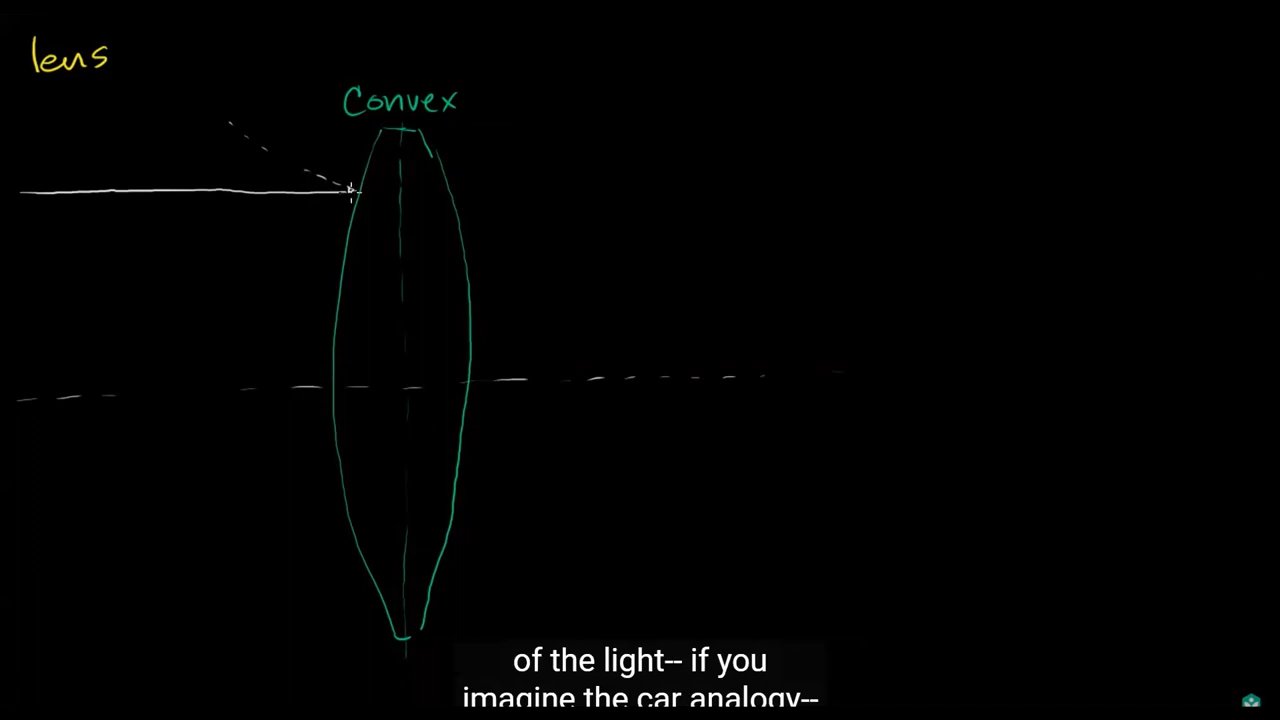 lens
Convex
of the light-- if you
imagine the car analogy--